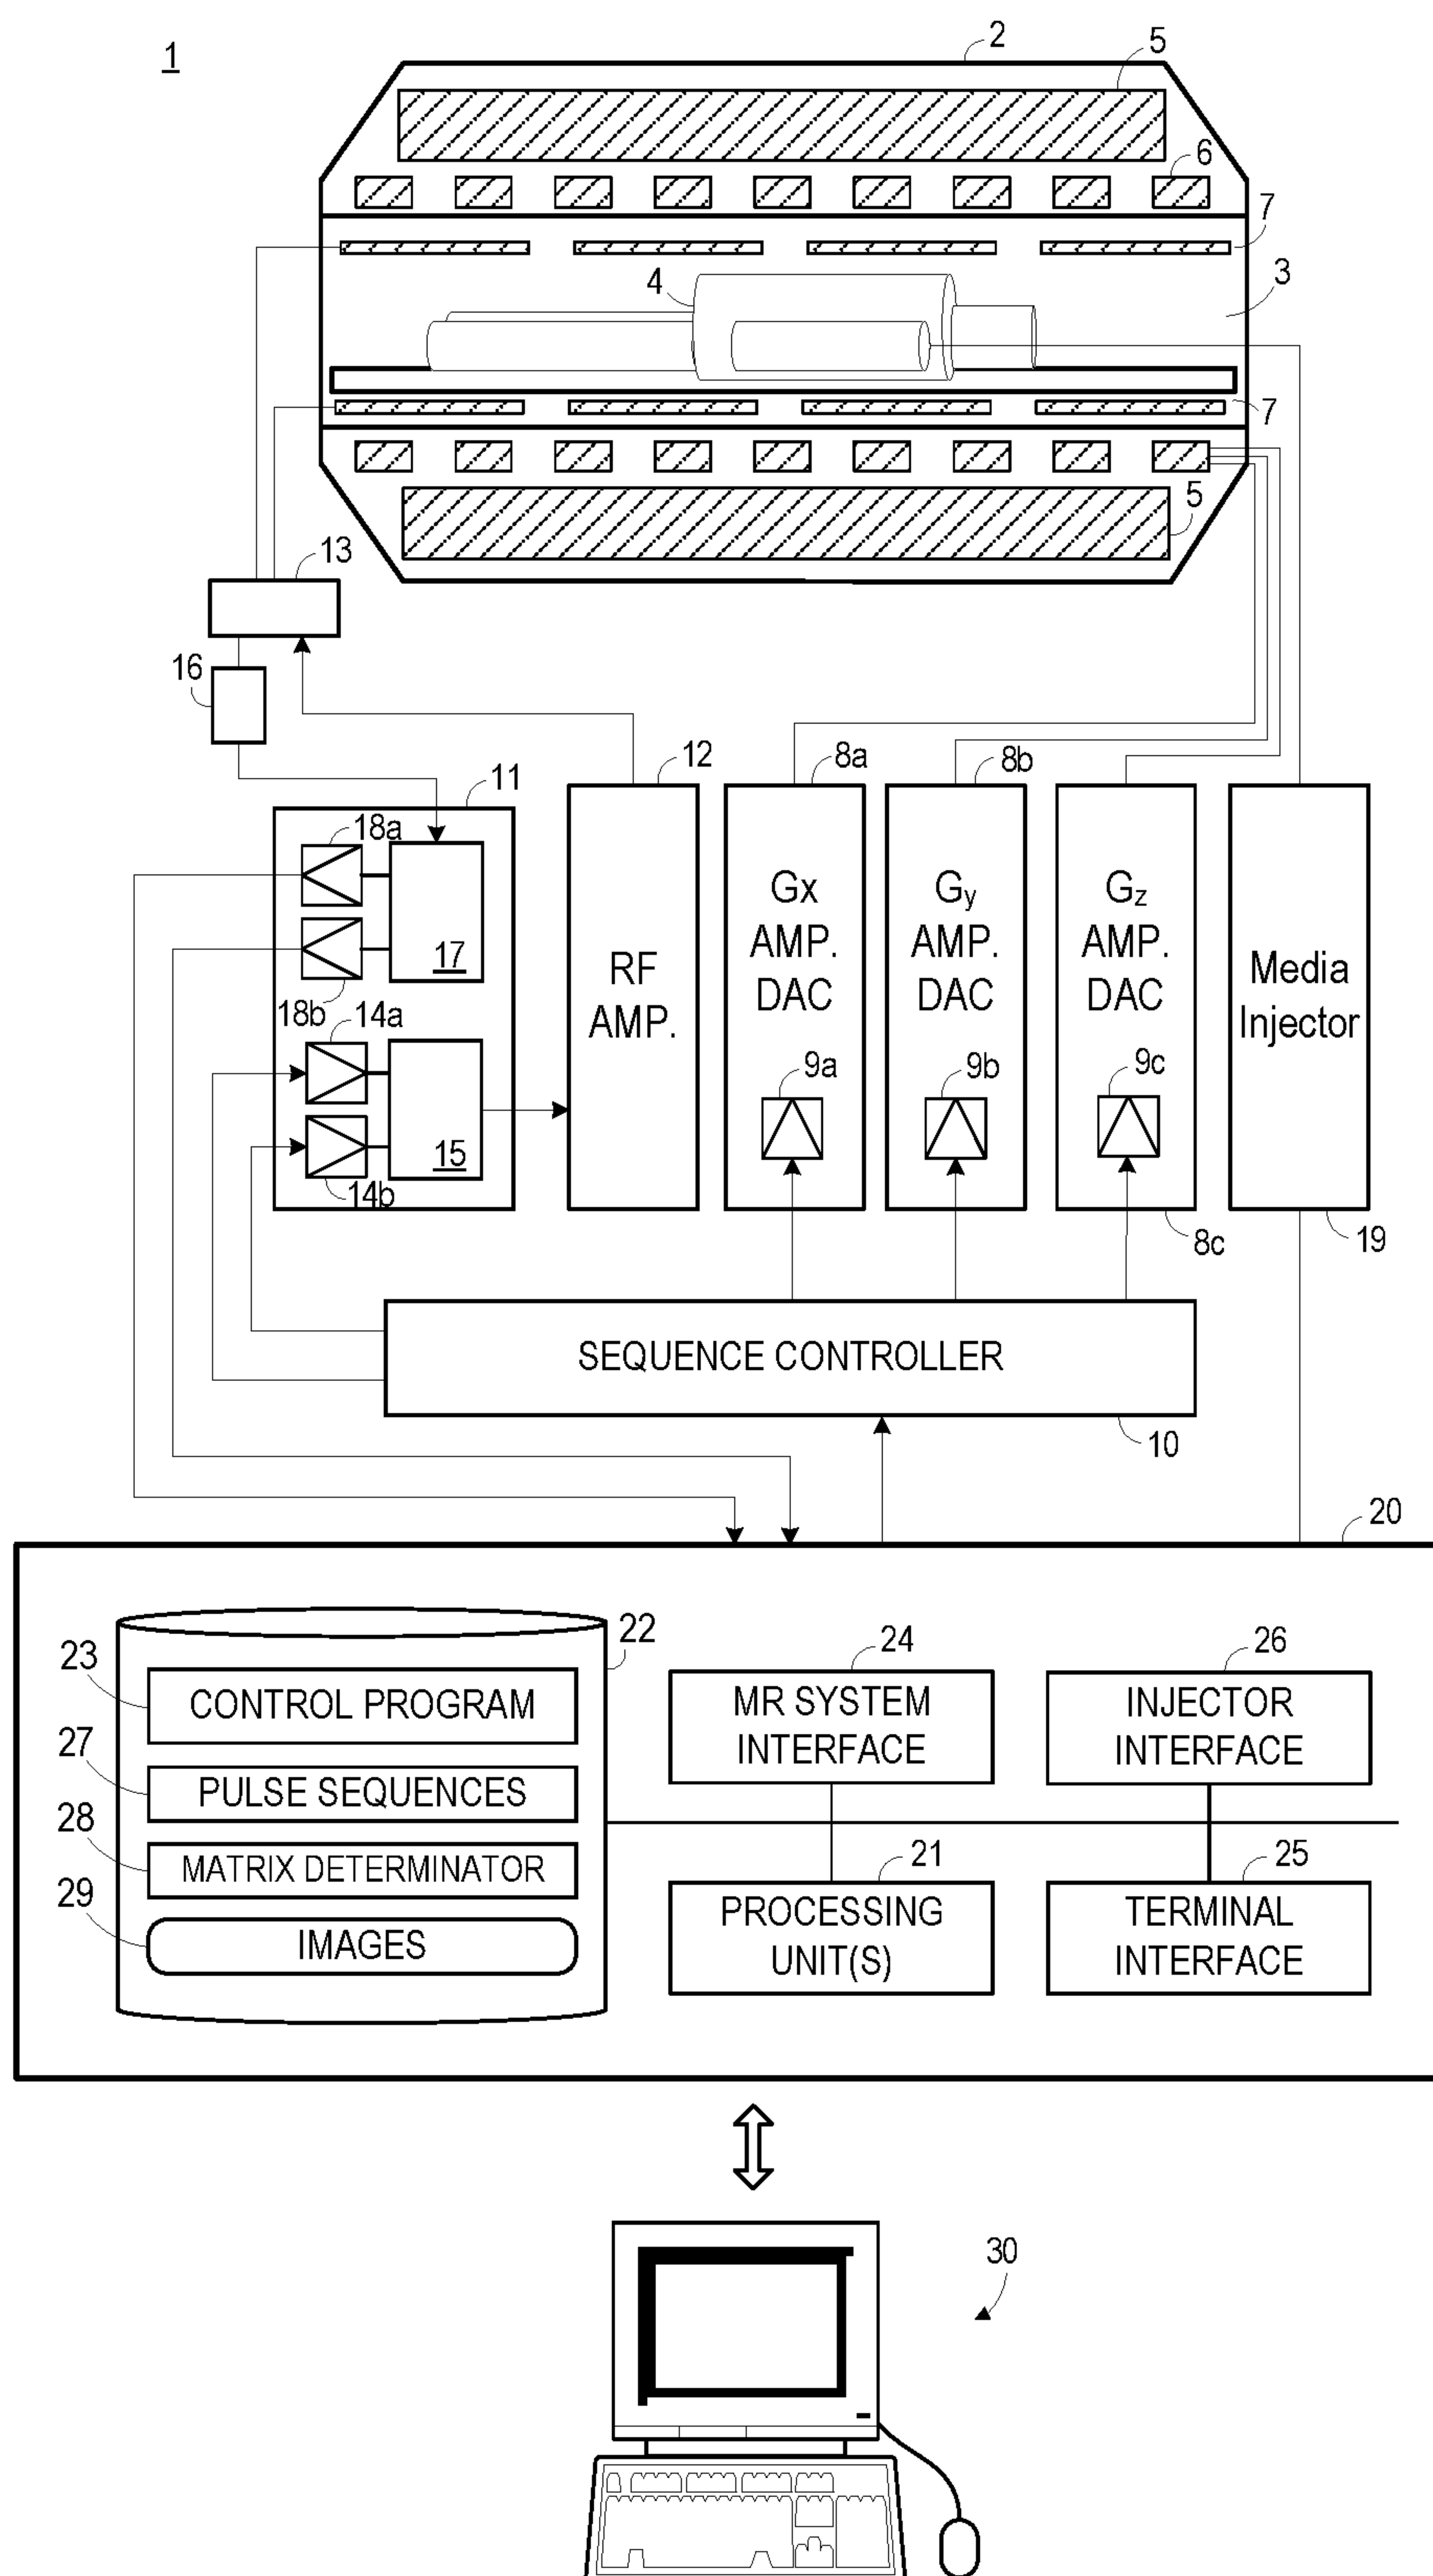 1
2
5
6
7
4
3
7
5
13
16
12
8a
8b
11
18a
17
18b
14a
15
14b
RF
AMP.
Gx
AMP.
DAC
9a
Gy
AMP.
DAC
9b
Gz
AMP.
DAC
9c
8c
Media
Injector
19
SEQUENCE CONTROLLER
10
20
22
23
CONTROL PROGRAM
27
PULSE SEQUENCES
28
MATRIX DETERMINATOR
29
IMAGES
24
MR SYSTEM
INTERFACE
26
INJECTOR
INTERFACE
21
PROCESSING
UNIT(S)
25
TERMINAL
INTERFACE
30